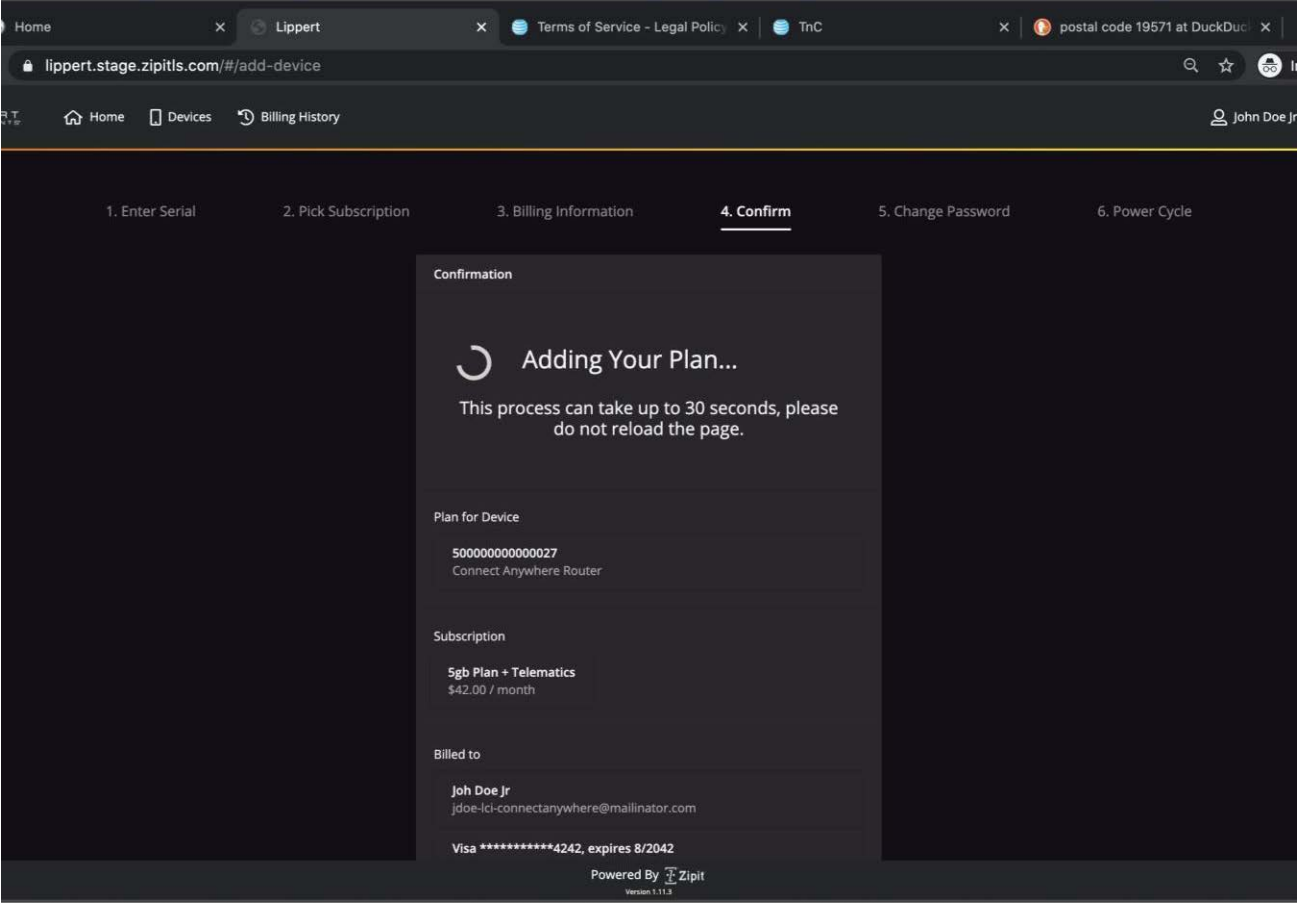 Home
Lippert
Terms of Service - Legal Policy
TnC
postal code 19571 at DuckDuc
lippert.stage.zipitls.com/#/add-device
Home
Devices
Billing History
John Doe Jr
1. Enter Serial
2. Pick Subscription
3. Billing Information
4. Confirm
5. Change Password
6. Power Cycle
Confirmation
Adding Your Plan...
This process can take up to 30 seconds, please
do not reload the page.
Plan for Device
500000000000027
Connect Anywhere Router
Subscription
5gb Plan + Telematics
$42.00 / month
Billed to
Joh Doe Jr
jdoe-lci-connectanywhere@mailinator.com
Visa ***********4242, expires 8/2042
Powered By Zipit
Version 1.11.3